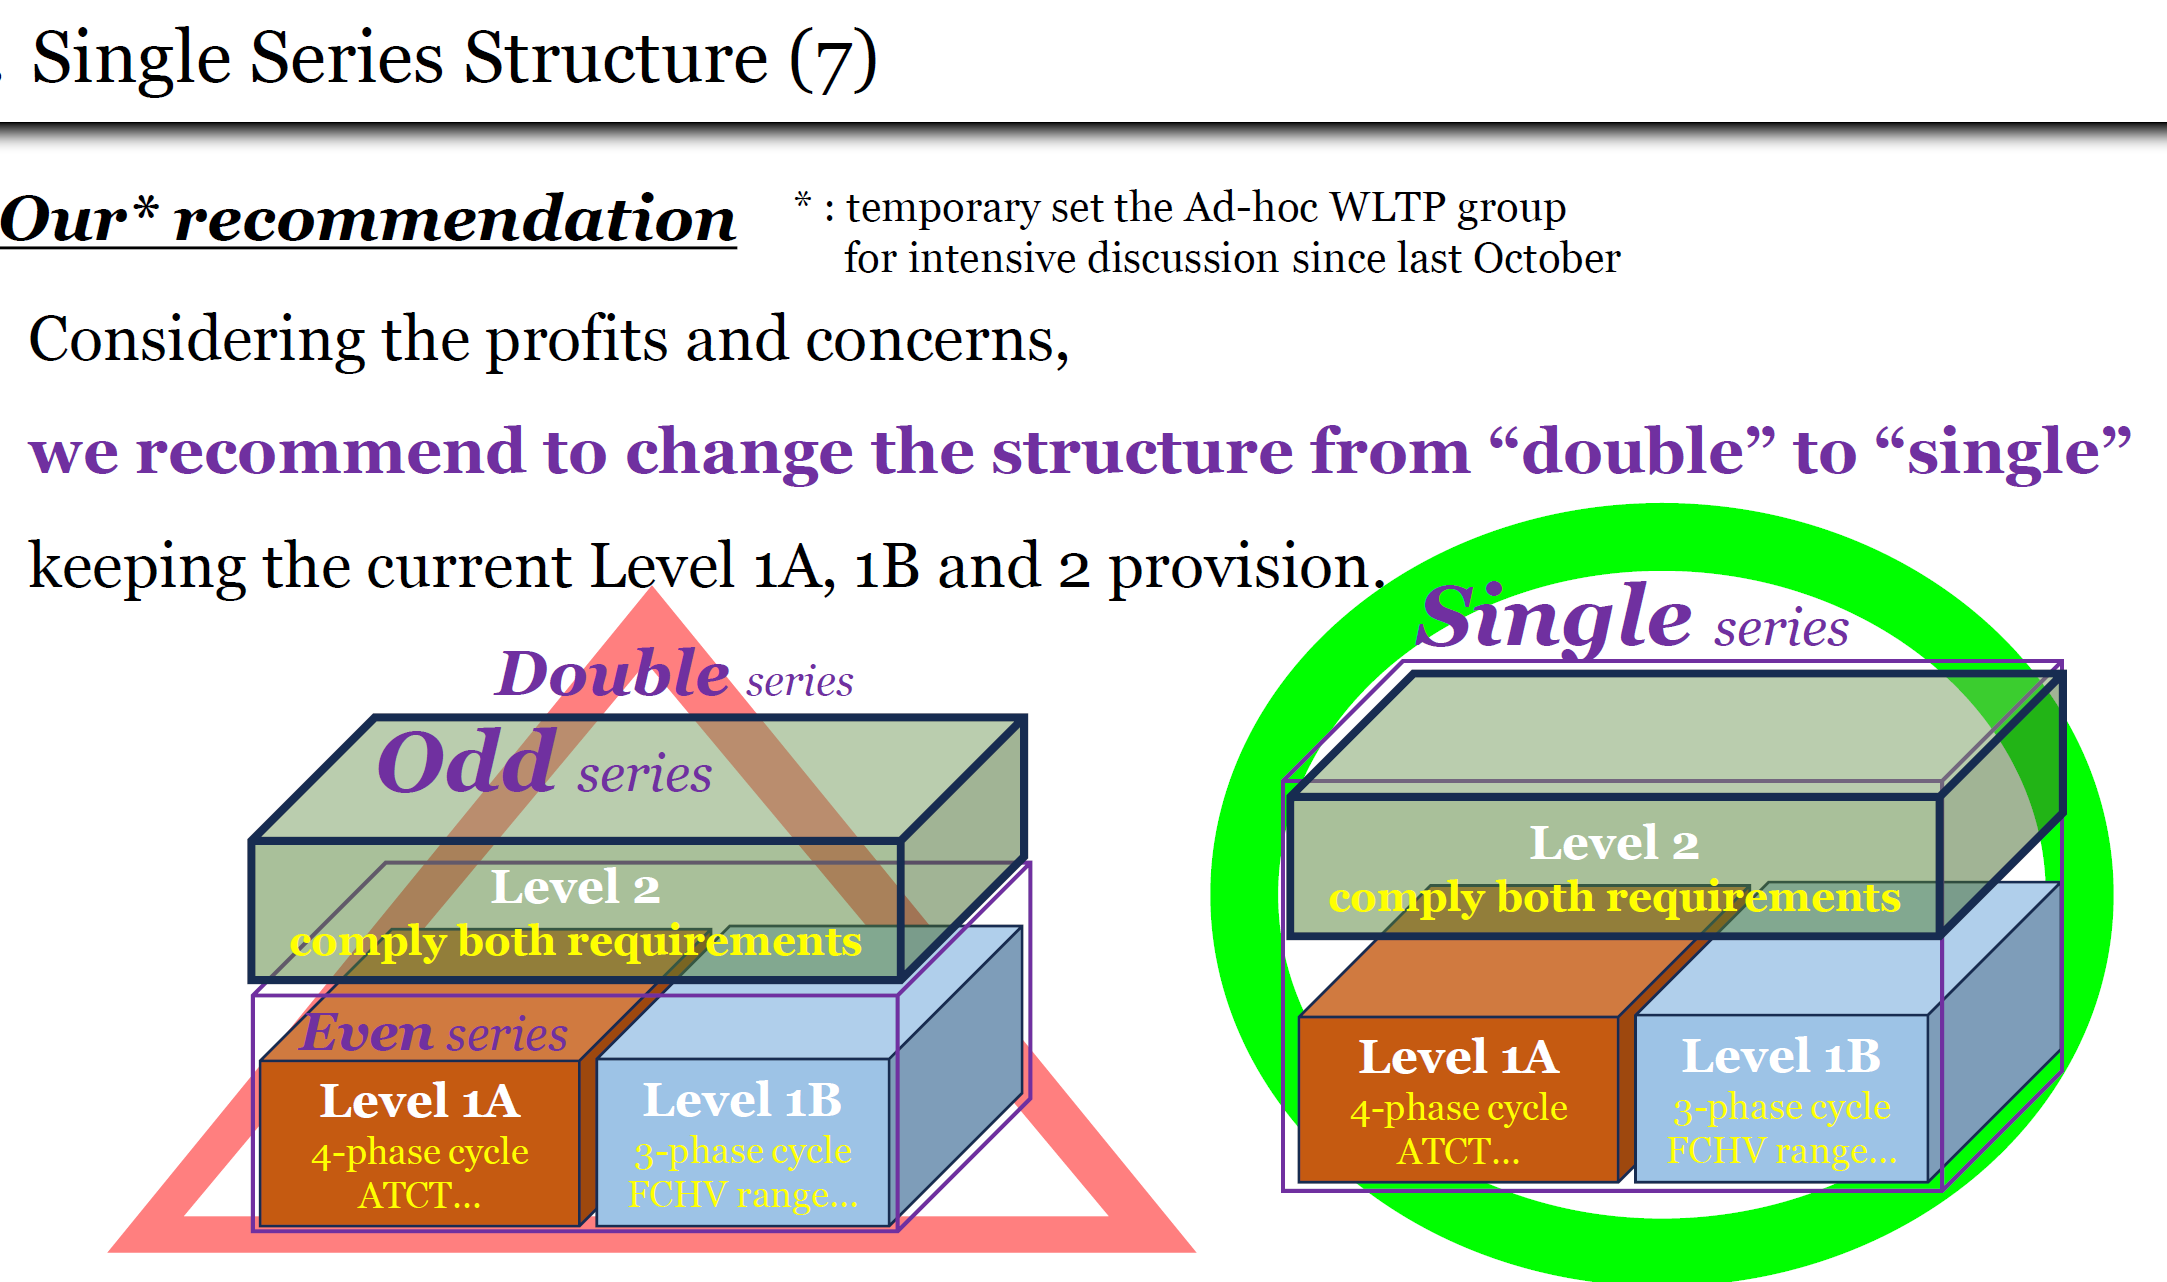 . Single Series Structure (7)
Our* recommendation
* : temporary set the Ad-hoc WLTP group
for intensive discussion since last October
Considering the profits and concerns,
we recommend to change the structure from “double” to “single”
keeping the current Level 1A, 1B and 2 provision.
Double series
Odd series
Level 2
comply both requirements
Even series
Level 1A
4-phase cycle
ATCT...
Level 1B
3-phase cycle
FCHV range...
Single series
Level 2
comply both requirements
Level 1A
4-phase cycle
ATCT...
Level 1B
3-phase cycle
FCHV range...